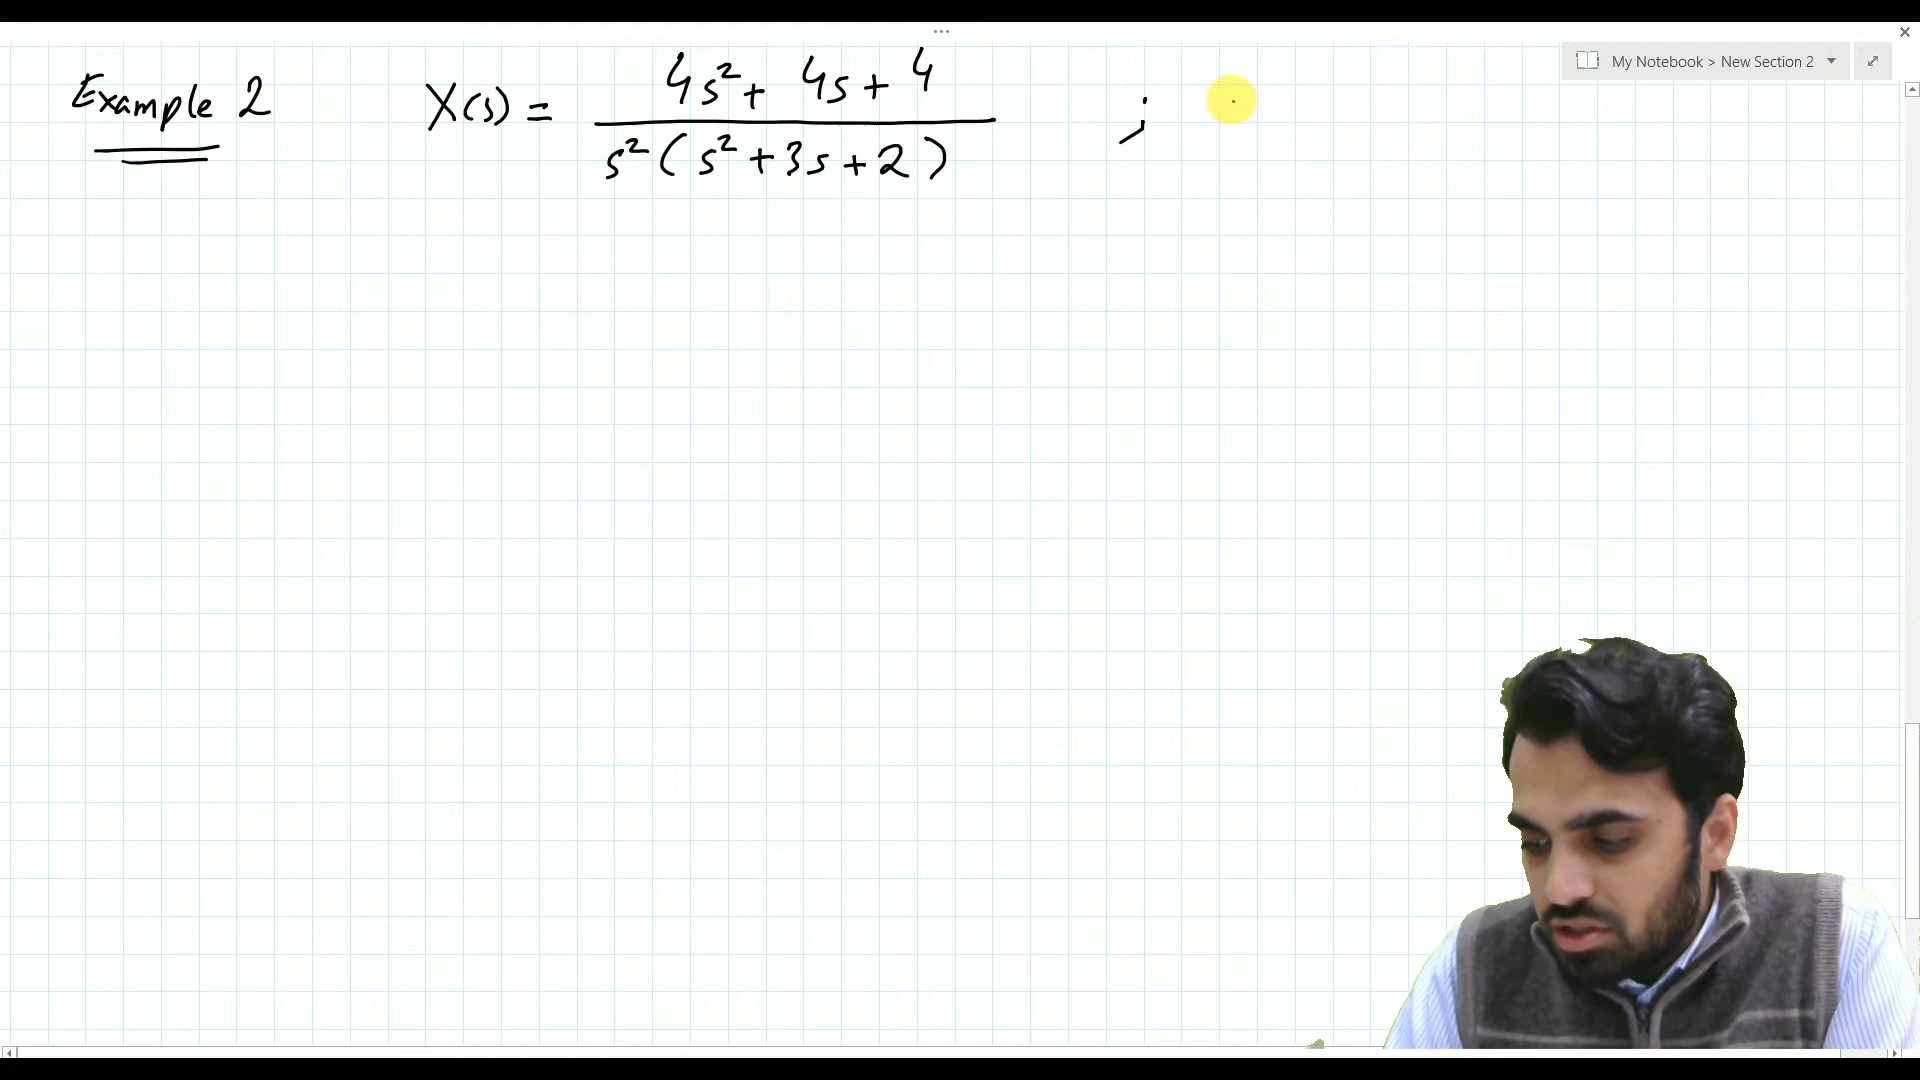 My Notebook > New Section 2
Example 2 X(s) = 4s² + 4s + 4 ;
s² ( s² + 3s + 2 )